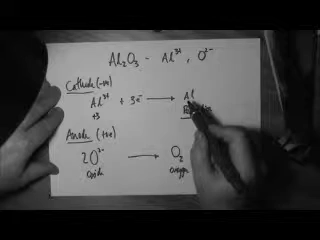 Al₂O₃ - Al³⁺, O²⁻
Cathode (-ve)
Al³⁺ + 3e⁻ → Al
+3
Anode (+ve)
2O²⁻ → O₂
oxide oxygen